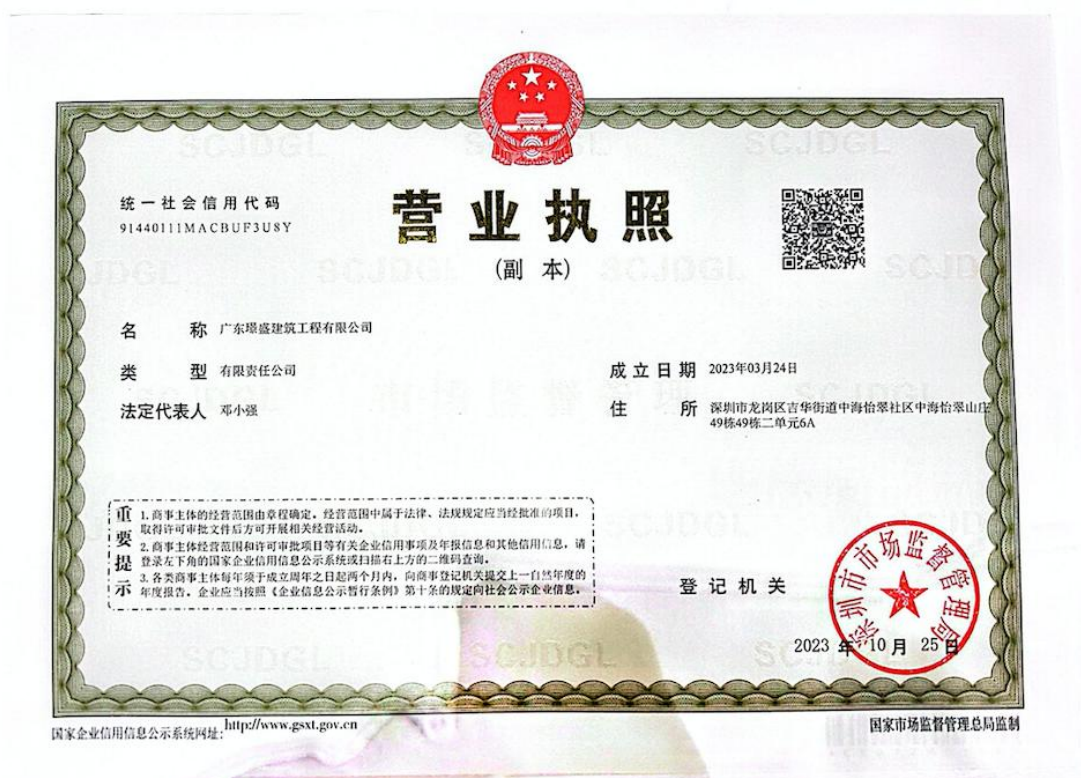 统一社会信用代码
91440111MACBUF3U8Y
营业执照
(副 本)
名 称 广东璟盛建筑工程有限公司
类 型 有限责任公司
法定代表人 邓小强
成立日期 2023年03月24日
住 所 深圳市龙岗区吉华街道中海怡翠社区中海怡翠山庄
49栋49栋二单元6A
重要提示
1. 商事主体的经营范围由章程确定。经营范围中属于法律、法规规定应当经批准的项目,
取得许可审批文件后方可开展相关经营活动。
2. 商事主体经营范围和许可审批项目等有关企业信用事项及年报信息和其他信用信息,请
登录左下角的国家企业信用信息公示系统或扫描右上方的二维码查询。
3. 各类商事主体每年须于成立周年之日起两个月内,向商事登记机关提交上一自然年度的
年度报告。企业应当按照《企业信息公示暂行条例》第十条的规定向社会公示企业信息。
登记机关
深圳市市场监督管理局
2023 年 10 月 25 日
国家企业信用信息公示系统网址: http://www.gsxt.gov.cn
国家市场监督管理总局监制
SCJDGL